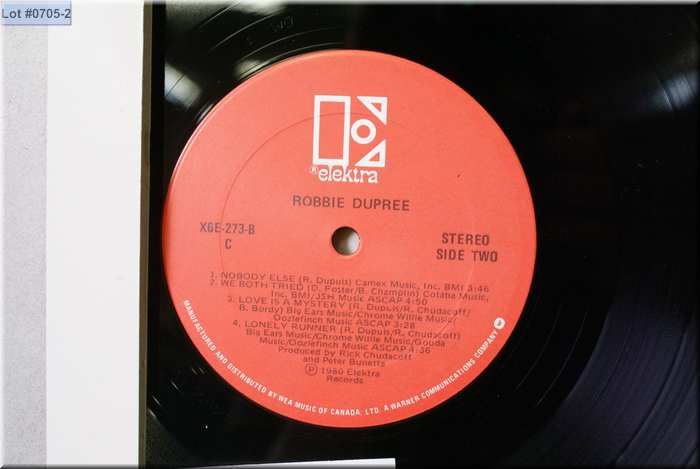 Lot #0705-2
® elektra
ROBBIE DUPREE
X6E-273-B
C
STEREO
SIDE TWO
1. NOBODY ELSE (R. Dupuis) Camex Music, Inc. BMI 3:46
2. WE BOTH TRIED (D. Foster/B. Champlin) Cotaba Music,
Inc. BMI/JSH Music ASCAP 4:50
3. LOVE IS A MYSTERY (R. Dupuis/R. Chudacoff/
B. Bordy) Big Ears Music/Chrome Willie Music/
Oozlefinch Music ASCAP 3:28
4. LONELY RUNNER (R. Dupuis/R. Chudacoff)
Big Ears Music/Chrome Willie Music/Gouda
Music/Oozlefinch Music ASCAP 4:36
Produced by Rick Chudacoff
and Peter Bunetta
℗ 1980 Elektra
Records
MANUFACTURED AND DISTRIBUTED BY WEA MUSIC OF CANADA, LTD. A WARNER COMMUNICATIONS COMPANY